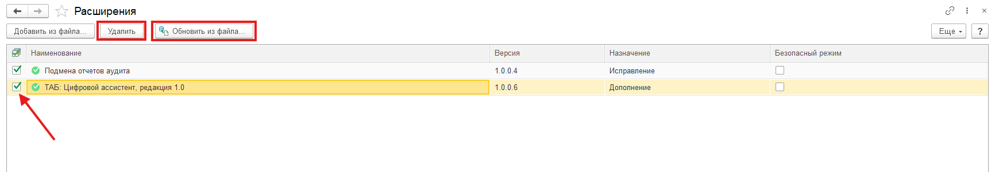 Расширения
Добавить из файла... Удалить Обновить из файла... Еще ?
Наименование Версия Назначение Безопасный режим
Подмена отчетов аудита 1.0.0.4 Исправление
ТАБ: Цифровой ассистент, редакция 1.0 1.0.0.6 Дополнение